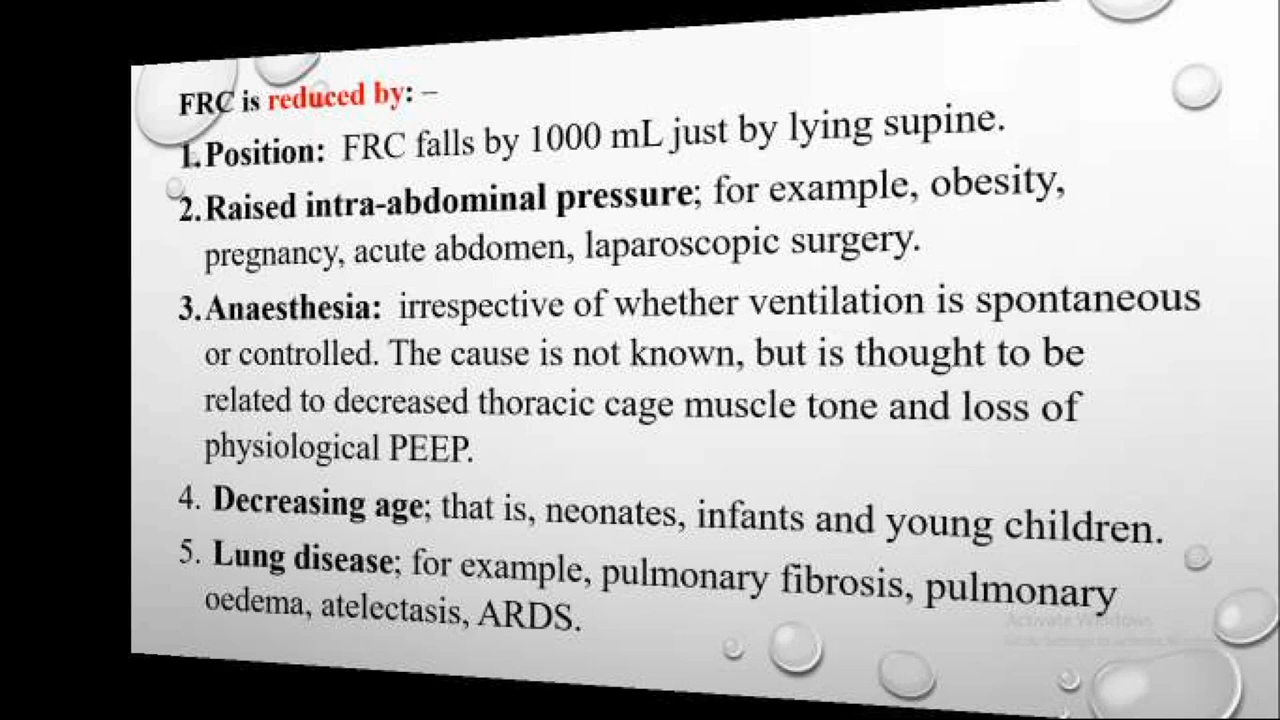 FRC is reduced by: –
1. Position: FRC falls by 1000 mL just by lying supine.
2. Raised intra-abdominal pressure; for example, obesity,
pregnancy, acute abdomen, laparoscopic surgery.
3. Anaesthesia: irrespective of whether ventilation is spontaneous
or controlled. The cause is not known, but is thought to be
related to decreased thoracic cage muscle tone and loss of
physiological PEEP.
4. Decreasing age; that is, neonates, infants and young children.
5. Lung disease; for example, pulmonary fibrosis, pulmonary
oedema, atelectasis, ARDS.
Activate Windows